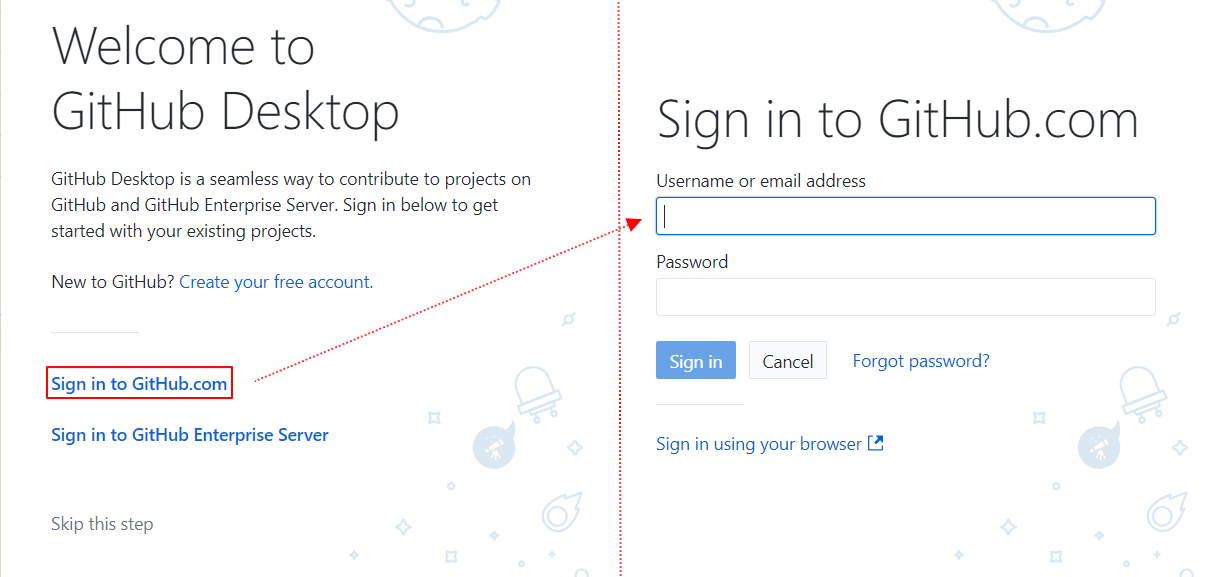 Welcome to
GitHub Desktop
GitHub Desktop is a seamless way to contribute to projects on
GitHub and GitHub Enterprise Server. Sign in below to get
started with your existing projects.
New to GitHub? Create your free account.
Sign in to GitHub.com
Sign in to GitHub Enterprise Server
Skip this step
Sign in to GitHub.com
Username or email address
Password
Sign in
Cancel
Forgot password?
Sign in using your browser